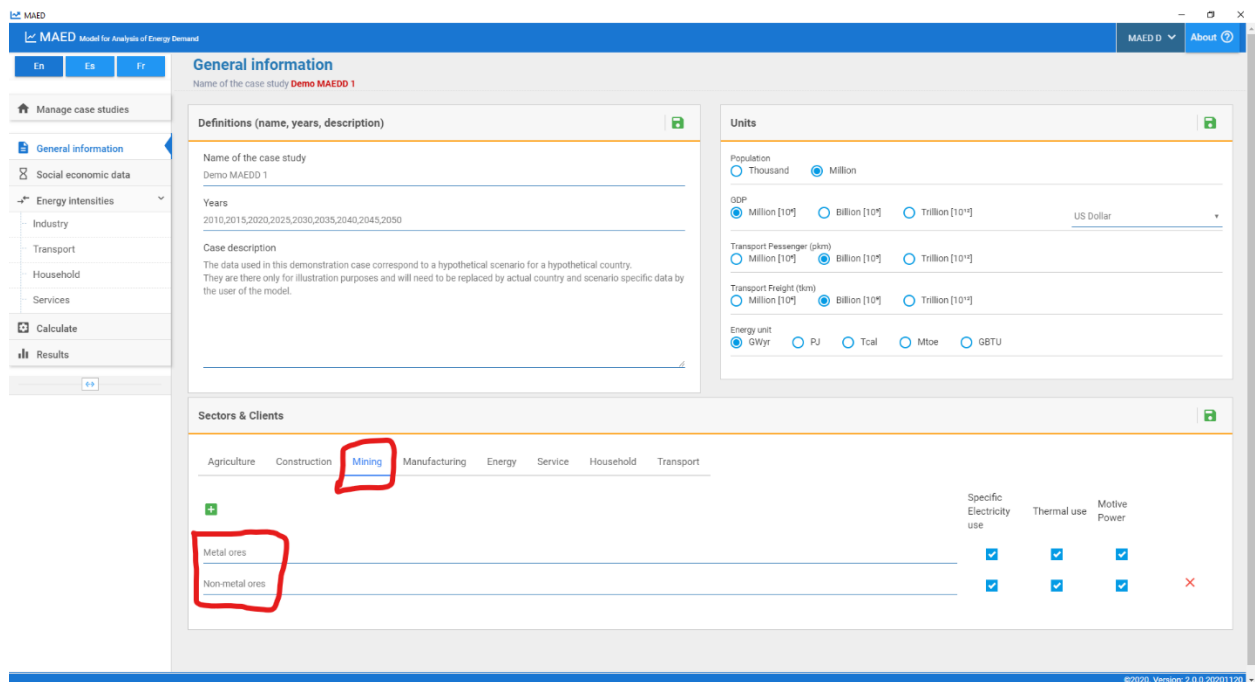 MAED
MAED Model for Analysis of Energy Demand
MAED D
About
En Es Fr
General information
Name of the case study Demo MAEDD 1
Manage case studies
General information
Social economic data
Energy intensities
Industry
Transport
Household
Services
Calculate
Results
Definitions (name, years, description)
Name of the case study
Demo MAEDD 1
Years
2010,2015,2020,2025,2030,2035,2040,2045,2050
Case description
The data used in this demonstration case correspond to a hypothetical scenario for a hypothetical country.
They are there only for illustration purposes and will need to be replaced by actual country and scenario specific data by
the user of the model.
Units
Population
Thousand Million
GDP
Million [10⁶] Billion [10⁹] Trillion [10¹²] US Dollar
Transport Pessenger (pkm)
Million [10⁶] Billion [10⁹] Trillion [10¹²]
Transport Freight (tkm)
Million [10⁶] Billion [10⁹] Trillion [10¹²]
Energy unit
GWyr PJ Tcal Mtoe GBTU
Sectors & Clients
Agriculture Construction Mining Manufacturing Energy Service Household Transport
Specific
Electricity
use
Thermal use
Motive
Power
Metal ores
Non-metal ores
©2020, Version: 2.0.0.20201120